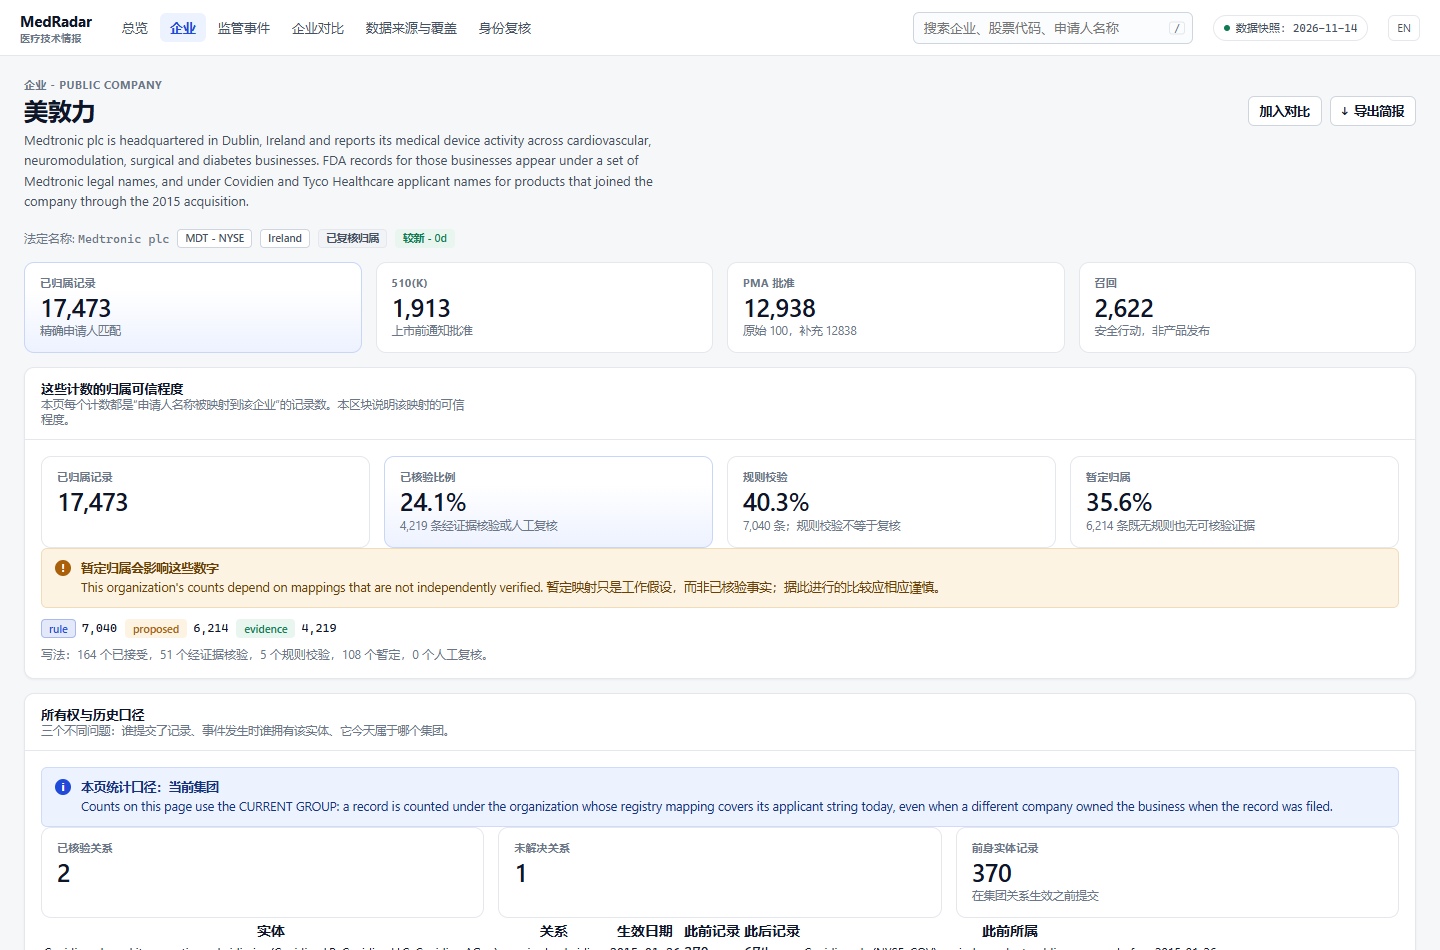 MedRadar
医疗技术情报
总览 企业 监管事件 企业对比 数据来源与覆盖 身份复核
搜索企业、股票代码、申请人名称 /
数据快照: 2026-11-14
EN
企业 - PUBLIC COMPANY
美敦力
加入对比
↓ 导出简报
Medtronic plc is headquartered in Dublin, Ireland and reports its medical device activity across cardiovascular,
neuromodulation, surgical and diabetes businesses. FDA records for those businesses appear under a set of
Medtronic legal names, and under Covidien and Tyco Healthcare applicant names for products that joined the
company through the 2015 acquisition.
法定名称: Medtronic plc MDT - NYSE Ireland 已复核归属 较新 - 0d
已归属记录
17,473
精确申请人匹配
510(K)
1,913
上市前通知批准
PMA 批准
12,938
原始 100，补充 12838
召回
2,622
安全行动，非产品发布
这些计数的归属可信程度
本页每个计数都是“申请人名称被映射到该企业”的记录数。本区块说明该映射的可信
程度。
已归属记录
17,473
已核验比例
24.1%
4,219 条经证据核验或人工复核
规则校验
40.3%
7,040 条；规则校验不等于复核
暂定归属
35.6%
6,214 条既无规则也无可核验证据
暂定归属会影响这些数字
This organization's counts depend on mappings that are not independently verified. 暂定映射只是工作假设，而非已核验事实；据此进行的比较应相应谨慎。
rule 7,040 proposed 6,214 evidence 4,219
写法：164 个已接受，51 个经证据核验，5 个规则校验，108 个暂定，0 个人工复核。
所有权与历史口径
三个不同问题：谁提交了记录、事件发生时谁拥有该实体、它今天属于哪个集团。
本页统计口径：当前集团
Counts on this page use the CURRENT GROUP: a record is counted under the organization whose registry mapping covers its applicant string today, even when a different company owned the business when the record was filed.
已核验关系
2
未解决关系
1
前身实体记录
370
在集团关系生效之前提交
实体 关系 生效日期 此前记录 此后记录 此前所属